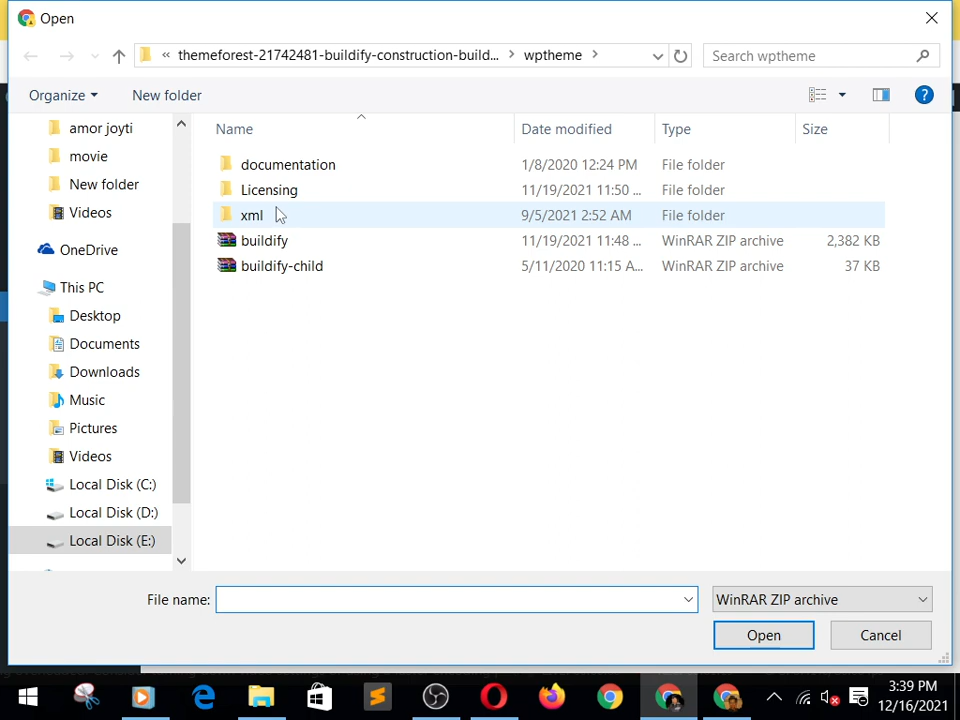 Open
« themeforest-21742481-buildify-construction-build... > wptheme >
Search wptheme
Organize
New folder
?
Name
Date modified
Type
Size
amor joyti
movie
New folder
Videos
OneDrive
This PC
Desktop
Documents
Downloads
Music
Pictures
Videos
Local Disk (C:)
Local Disk (D:)
Local Disk (E:)
documentation 1/8/2020 12:24 PM File folder
Licensing 11/19/2021 11:50 ... File folder
xml 9/5/2021 2:52 AM File folder
buildify 11/19/2021 11:48 ... WinRAR ZIP archive 2,382 KB
buildify-child 5/11/2020 11:15 A... WinRAR ZIP archive 37 KB
File name:
WinRAR ZIP archive
Open
Cancel
3:39 PM
12/16/2021